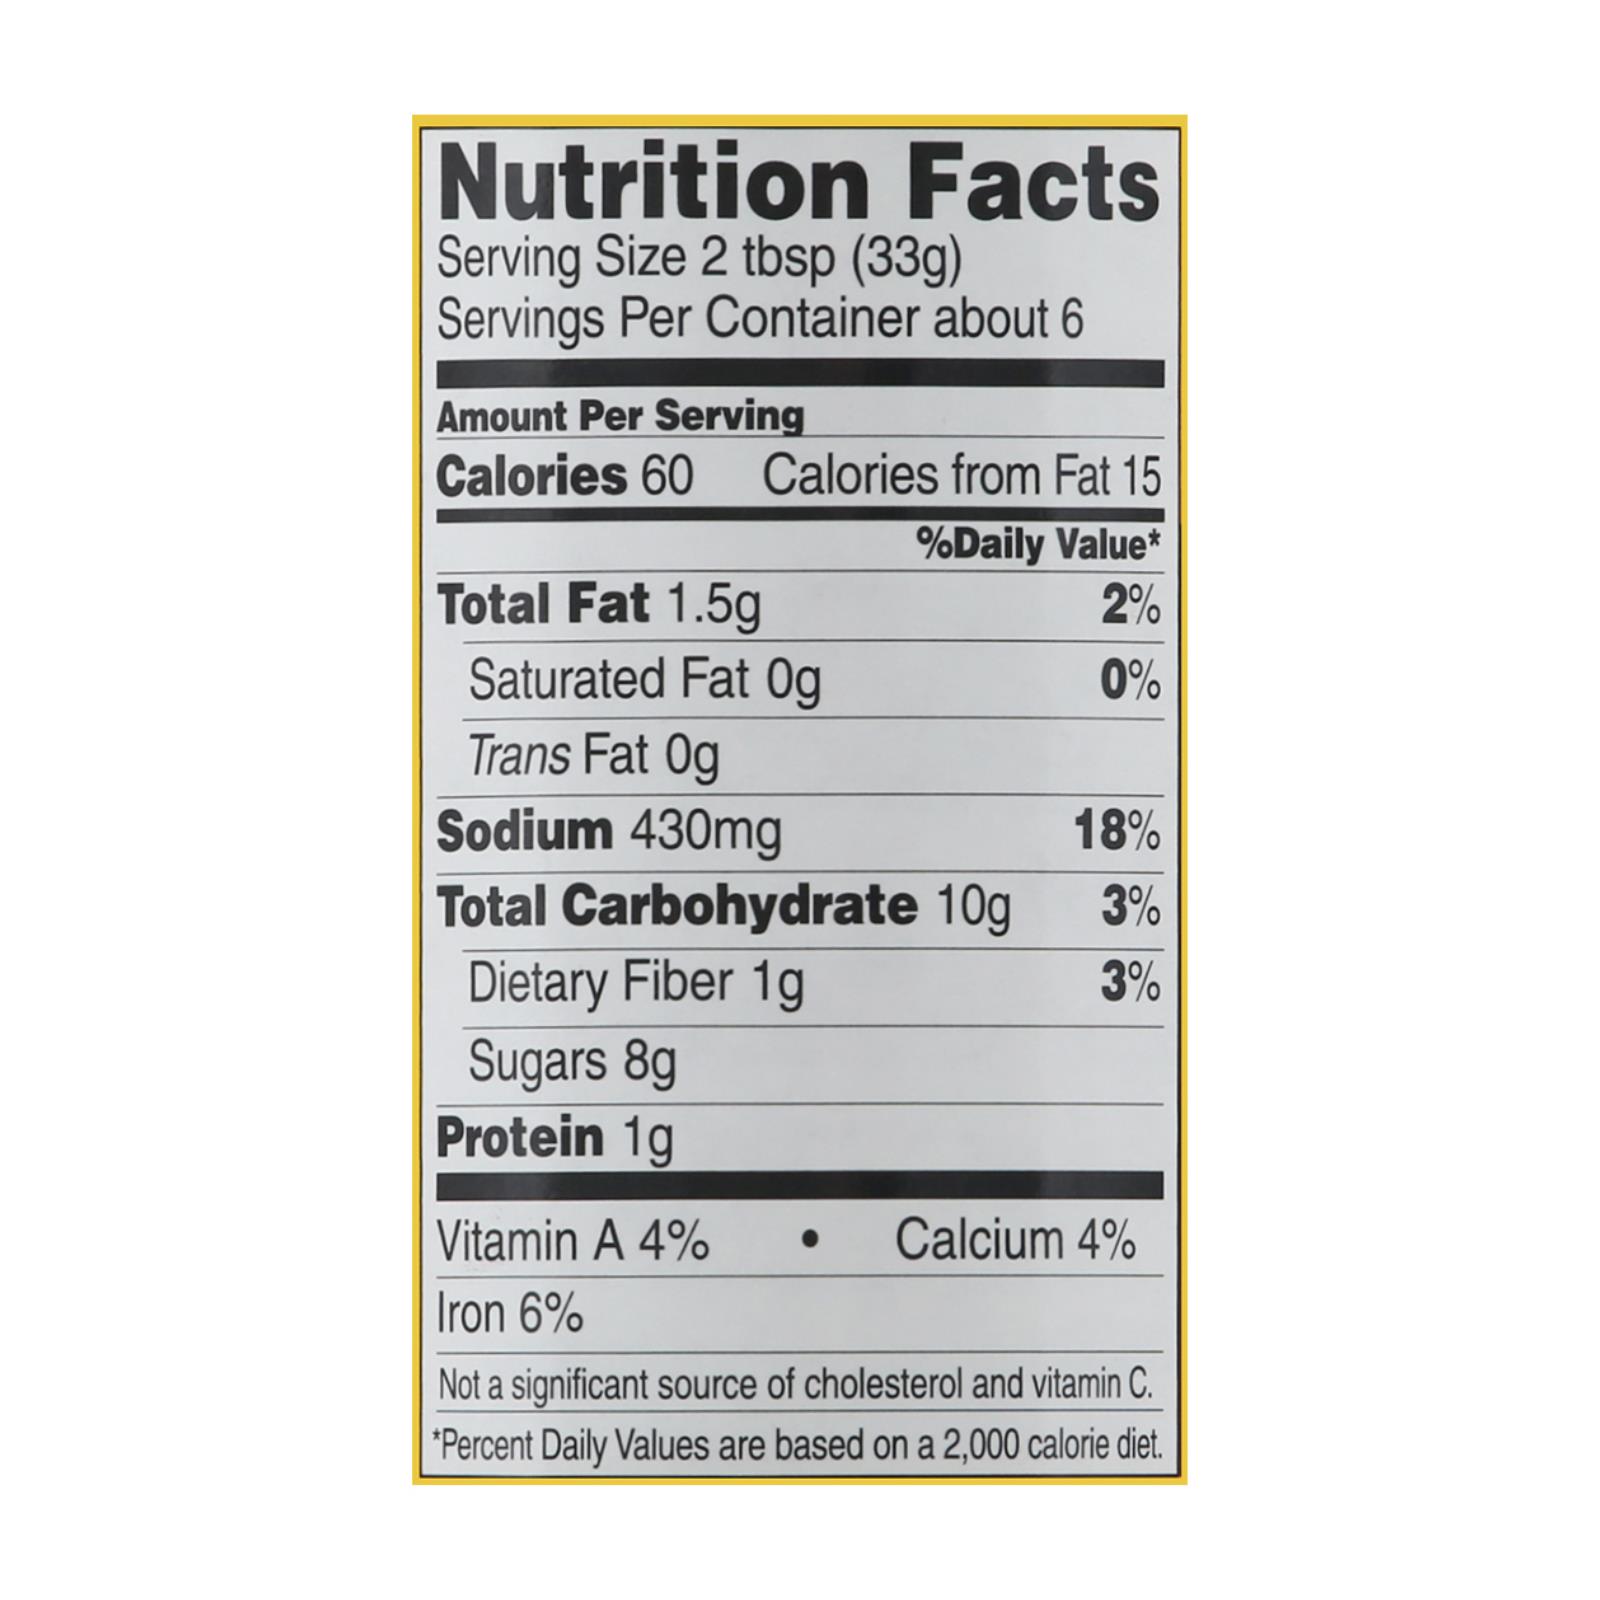 Nutrition Facts
Serving Size 2 tbsp (33g)
Servings Per Container about 6
Amount Per Serving
Calories 60 Calories from Fat 15
%Daily Value*
Total Fat 1.5g 2%
Saturated Fat 0g 0%
Trans Fat 0g
Sodium 430mg 18%
Total Carbohydrate 10g 3%
Dietary Fiber 1g 3%
Sugars 8g
Protein 1g
Vitamin A 4% • Calcium 4%
Iron 6%
Not a significant source of cholesterol and vitamin C.
*Percent Daily Values are based on a 2,000 calorie diet.